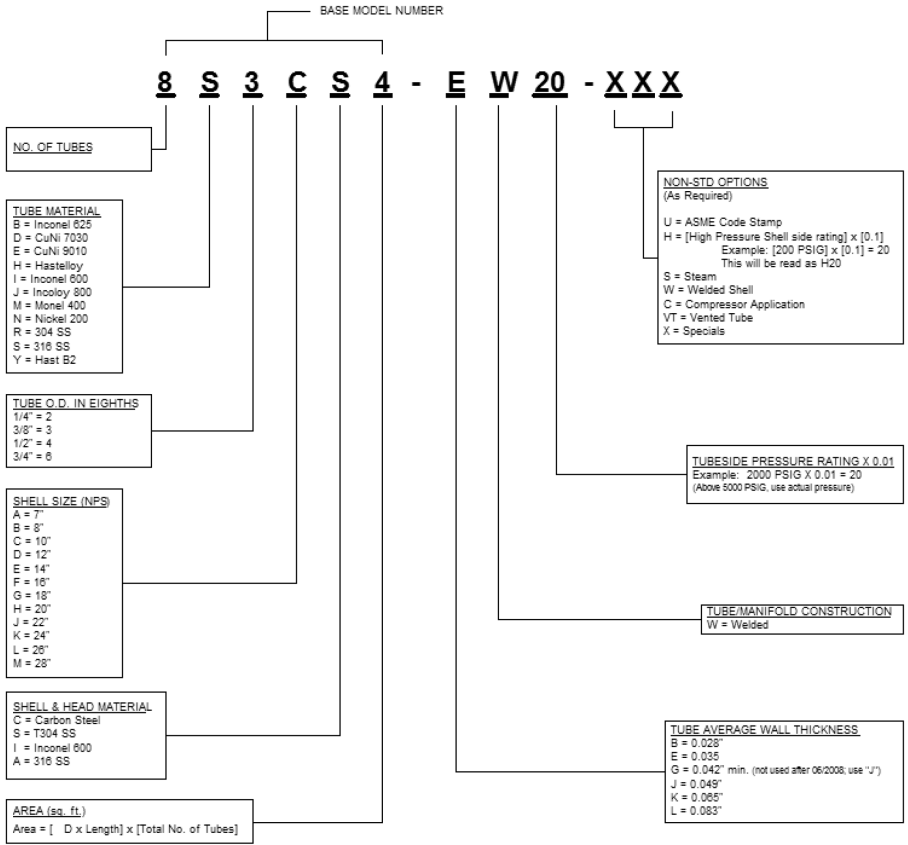 BASE MODEL NUMBER
8 S 3 C S 4 - E W 20 - X X X
NO. OF TUBES
TUBE MATERIAL
B = Inconel 625
D = CuNi 7030
E = CuNi 9010
H = Hastelloy
I = Inconel 600
J = Incoloy 800
M = Monel 400
N = Nickel 200
R = 304 SS
S = 316 SS
Y = Hast B2
TUBE O.D. IN EIGHTHS
1/4" = 2
3/8" = 3
1/2" = 4
3/4" = 6
SHELL SIZE (NPS)
A = 7"
B = 8"
C = 10"
D = 12"
E = 14"
F = 16"
G = 18"
H = 20"
J = 22"
K = 24"
L = 26"
M = 28"
SHELL & HEAD MATERIAL
C = Carbon Steel
S = T304 SS
I = Inconel 600
A = 316 SS
AREA (sq. ft.)
Area = [ D x Length] x [Total No. of Tubes]
NON-STD OPTIONS
(As Required)
U = ASME Code Stamp
H = [High Pressure Shell side rating] x [0.1]
Example: [200 PSIG] x [0.1] = 20
This will be read as H20
S = Steam
W = Welded Shell
C = Compressor Application
VT = Vented Tube
X = Specials
TUBESIDE PRESSURE RATING X 0.01
Example: 2000 PSIG X 0.01 = 20
(Above 5000 PSIG, use actual pressure)
TUBE/MANIFOLD CONSTRUCTION
W = Welded
TUBE AVERAGE WALL THICKNESS
B = 0.028"
E = 0.035
G = 0.042" min. (not used after 06/2008; use "J")
J = 0.049"
K = 0.065"
L = 0.083"